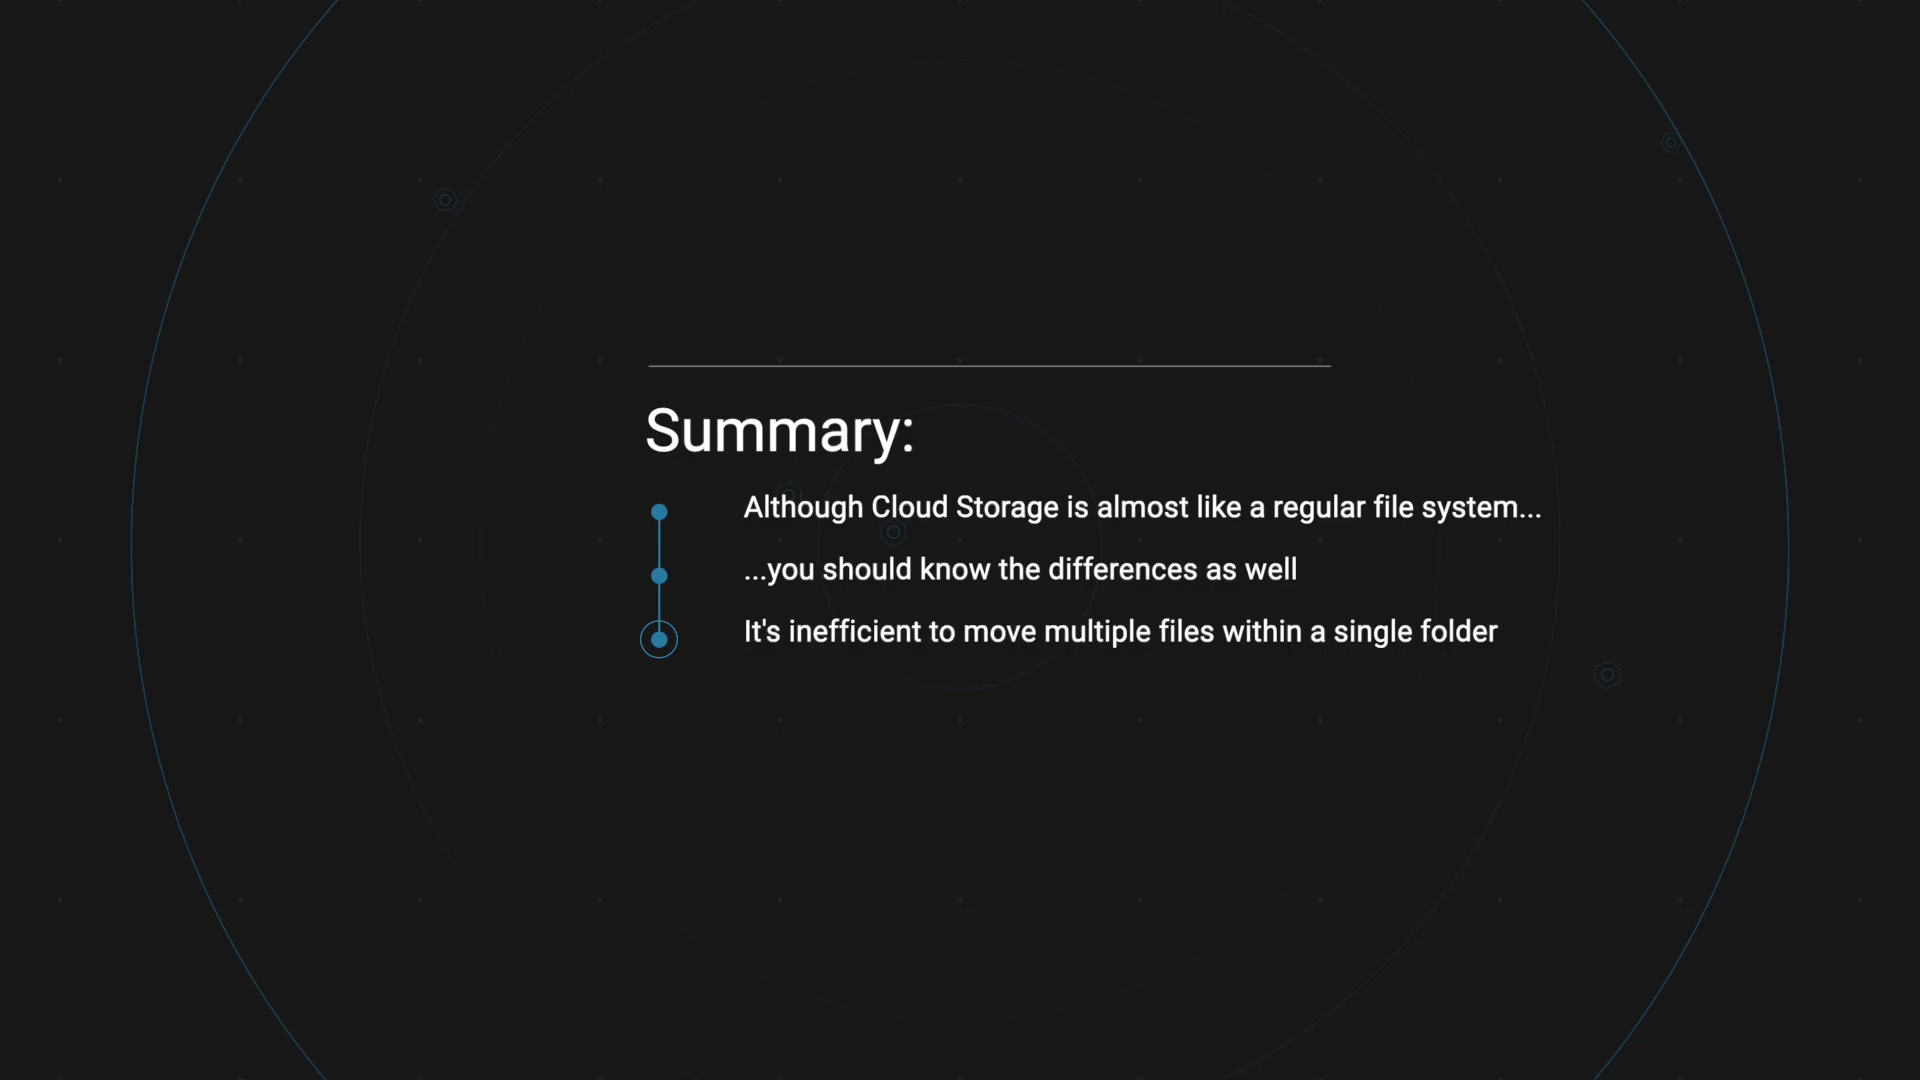 Summary:
Although Cloud Storage is almost like a regular file system...
...you should know the differences as well
It's inefficient to move multiple files within a single folder